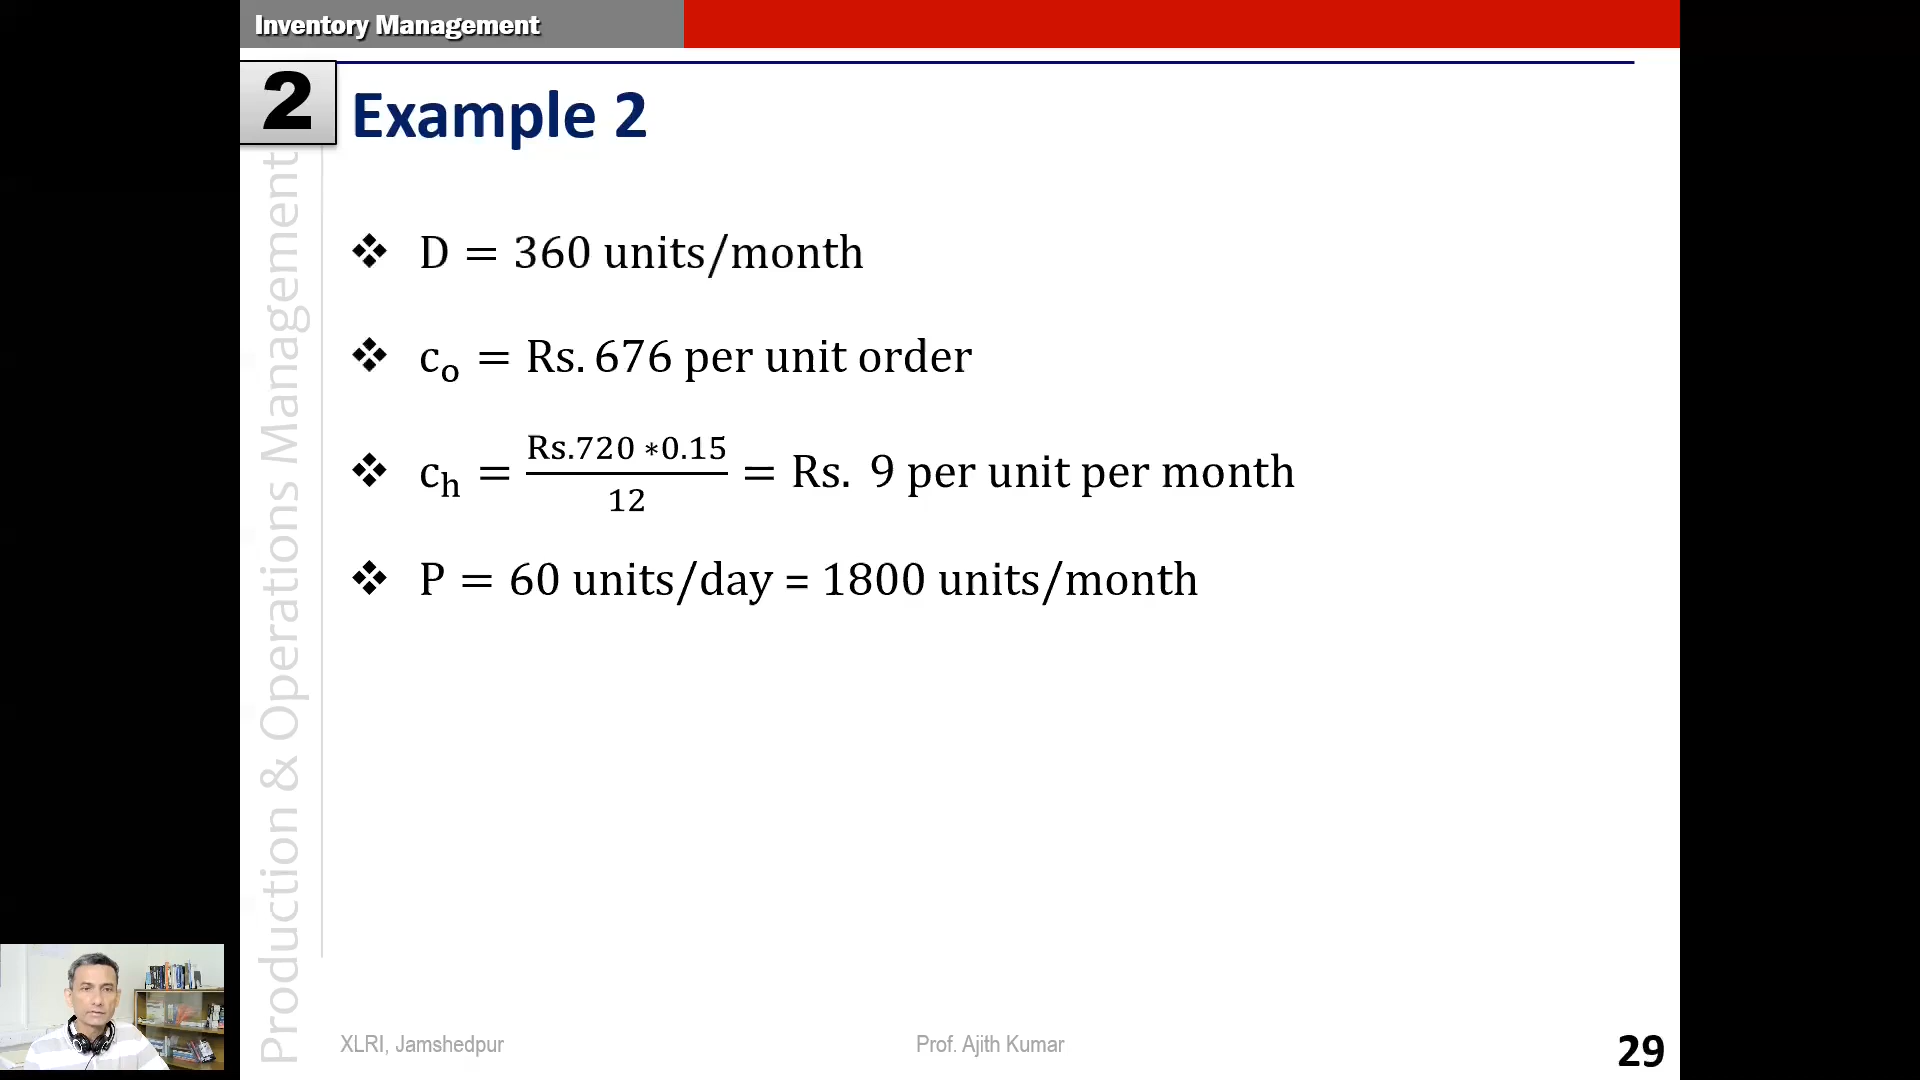 Inventory Management
2 Example 2
❖ D = 360 units/month
❖ cₒ = Rs. 676 per unit order
❖ cₕ = Rs.720 *0.15 / 12 = Rs. 9 per unit per month
❖ P = 60 units/day = 1800 units/month
Production & Operations Management
XLRI, Jamshedpur Prof. Ajith Kumar 29